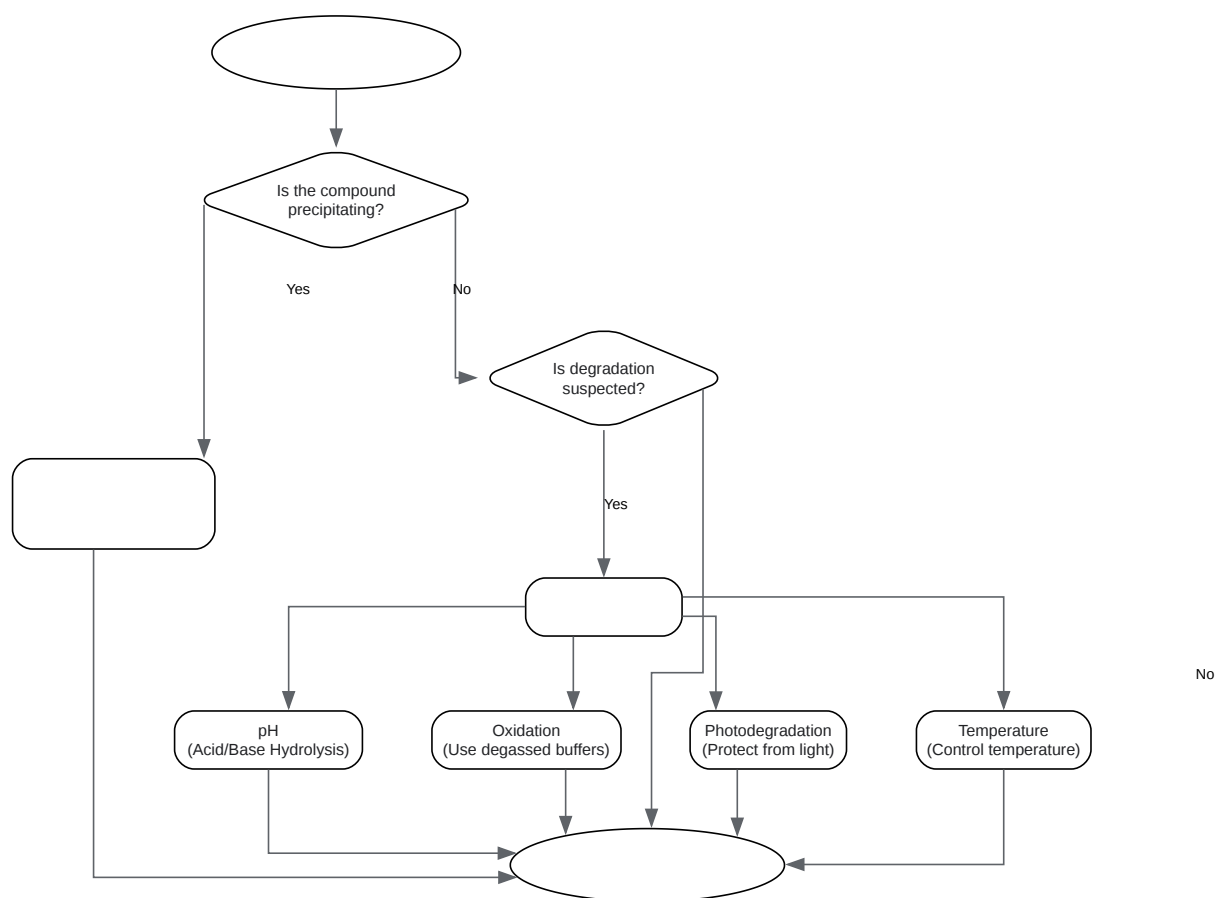 Is the compound
precipitating?
Yes
No
Is degradation
suspected?
Yes
No
pH
(Acid/Base Hydrolysis)
Oxidation
(Use degassed buffers)
Photodegradation
(Protect from light)
Temperature
(Control temperature)